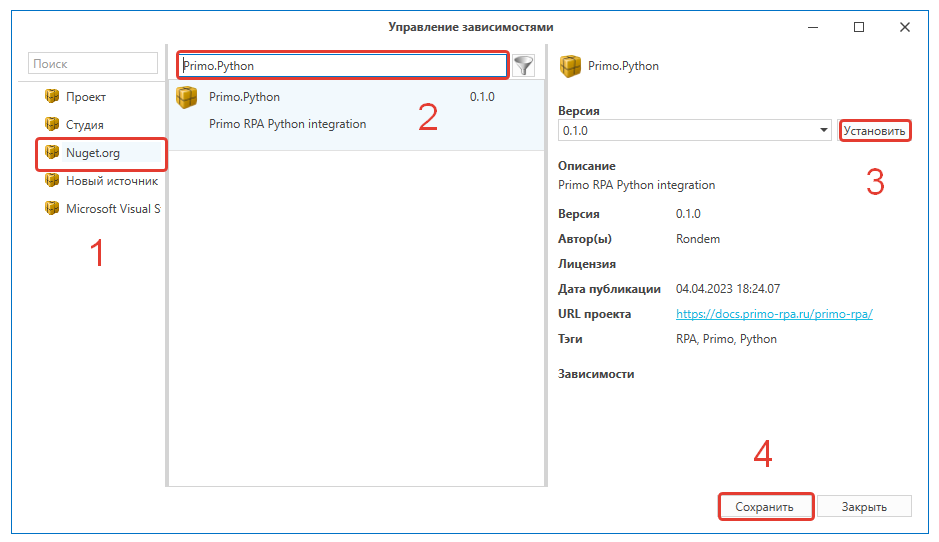 Управление зависимостями
Поиск
Проект
Студия
Nuget.org
Новый источник
Microsoft Visual S
1
Primo.Python
Primo.Python 0.1.0
Primo RPA Python integration
2
Primo.Python
Версия
0.1.0 Установить
3
Описание
Primo RPA Python integration
Версия 0.1.0
Автор(ы) Rondem
Лицензия
Дата публикации 04.04.2023 18:24.07
URL проекта https://docs.primo-rpa.ru/primo-rpa/
Тэги RPA, Primo, Python
Зависимости
4
Сохранить Закрыть